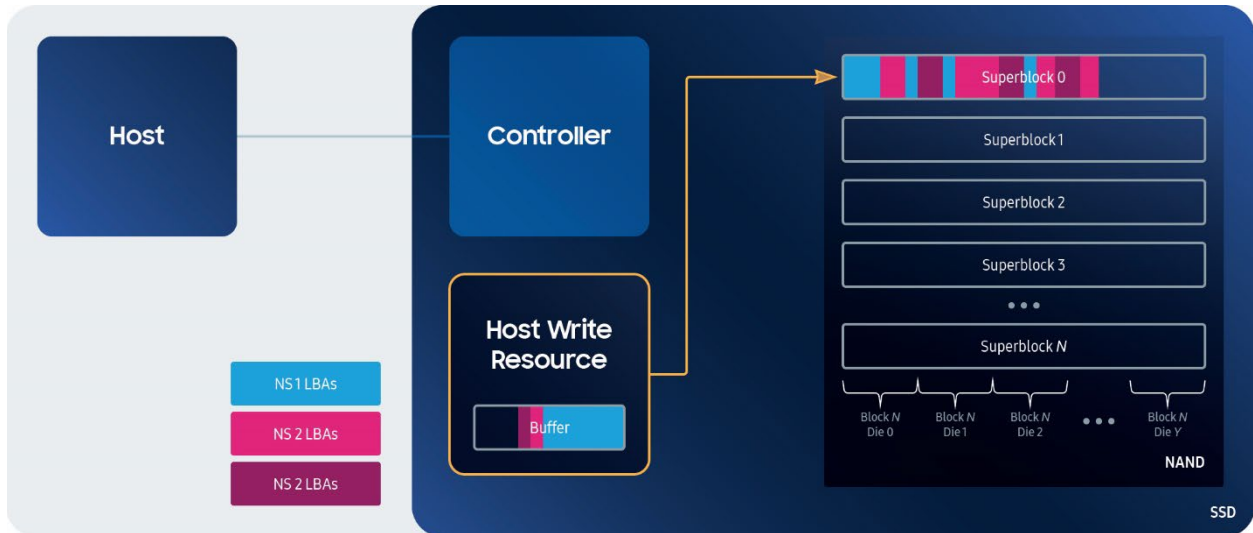 Host
Controller
Host Write
Resource
Buffer
NS 1 LBAs
NS 2 LBAs
NS 2 LBAs
Superblock 0
Superblock 1
Superblock 2
Superblock 3
•••
Superblock N
Block N
Die 0
Block N
Die 1
Block N
Die 2
•••
Block N
Die Y
NAND
SSD